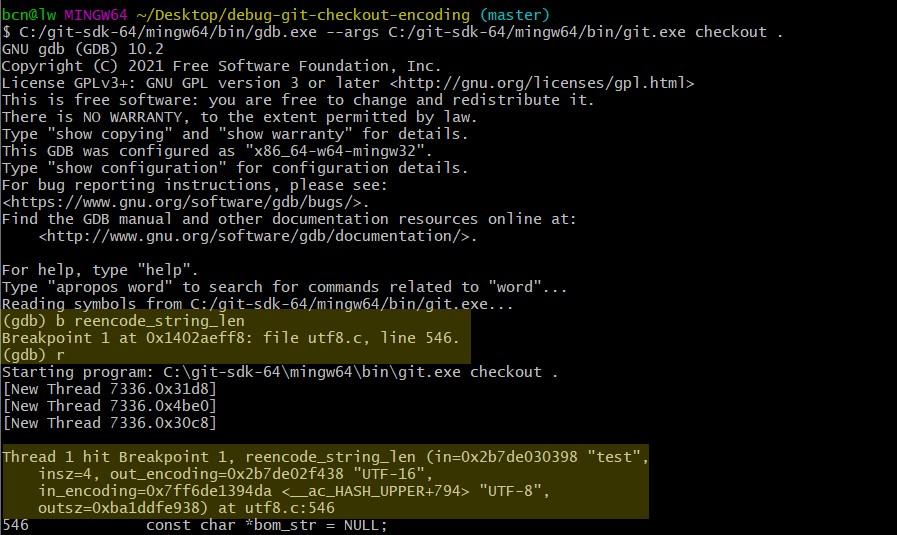 bcn@lw MINGW64 ~/Desktop/debug-git-checkout-encoding (master)
$ C:/git-sdk-64/mingw64/bin/gdb.exe --args C:/git-sdk-64/mingw64/bin/git.exe checkout .
GNU gdb (GDB) 10.2
Copyright (C) 2021 Free Software Foundation, Inc.
License GPLv3+: GNU GPL version 3 or later <http://gnu.org/licenses/gpl.html>
This is free software: you are free to change and redistribute it.
There is NO WARRANTY, to the extent permitted by law.
Type "show copying" and "show warranty" for details.
This GDB was configured as "x86_64-w64-mingw32".
Type "show configuration" for configuration details.
For bug reporting instructions, please see:
<https://www.gnu.org/software/gdb/bugs/>.
Find the GDB manual and other documentation resources online at:
    <http://www.gnu.org/software/gdb/documentation/>.

For help, type "help".
Type "apropos word" to search for commands related to "word"...
Reading symbols from C:/git-sdk-64/mingw64/bin/git.exe...
(gdb) b reencode_string_len
Breakpoint 1 at 0x1402aeff8: file utf8.c, line 546.
(gdb) r
Starting program: C:\git-sdk-64\mingw64\bin\git.exe checkout .
[New Thread 7336.0x31d8]
[New Thread 7336.0x4be0]
[New Thread 7336.0x30c8]

Thread 1 hit Breakpoint 1, reencode_string_len (in=0x2b7de030398 "test",
    insz=4, out_encoding=0x2b7de02f438 "UTF-16",
    in_encoding=0x7ff6de1394da <__ac_HASH_UPPER+794> "UTF-8",
    outsz=0xba1ddfe938) at utf8.c:546
546             const char *bom_str = NULL;